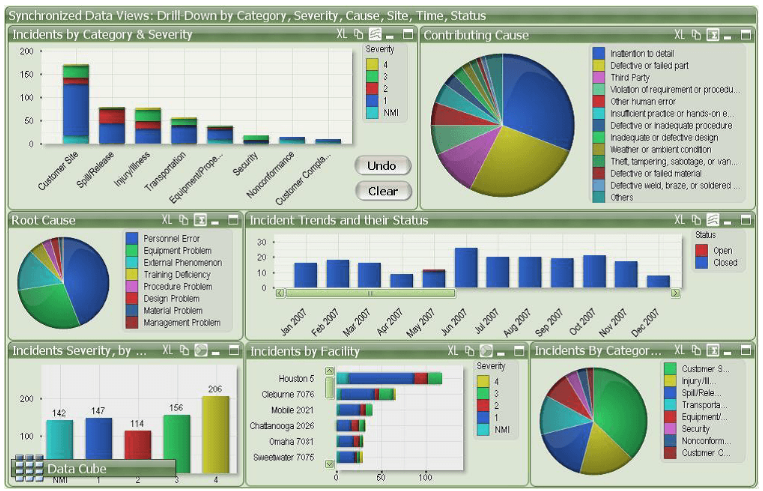 Synchronized Data Views: Drill-Down by Category, Severity, Cause, Site, Time, Status
Incidents by Category & Severity
XL
200
150
100
50
0
Customer Site
Spill/Release
Injury/Illness
Transportation
Equipment/Prope...
Security
Nonconformance
Customer Compla...
Severity
4
3
2
1
NMI
Undo
Clear
Contributing Cause
XL
Inattention to detail
Defective or failed part
Third Party
Violation of requirement or procedu...
Other human error
Insufficient practice or hands-on e...
Defective or inadequate procedure
Inadequate or defective design
Weather or ambient condition
Theft, tampering, sabotage, or van...
Defective or failed material
Defective weld, braze, or soldered ...
Others
Root Cause
XL
Personnel Error
Equipment Problem
External Phenomenon
Training Deficiency
Procedure Problem
Design Problem
Material Problem
Management Problem
Incident Trends and their Status
XL
30
20
10
0
Jan 2007
Feb 2007
Mar 2007
Apr 2007
May 2007
Jun 2007
Jul 2007
Aug 2007
Sep 2007
Oct 2007
Nov 2007
Dec 2007
Status
Open
Closed
Incidents Severity, by ...
XL
200
100
142
147
114
156
206
NMI
1
2
3
4
Data Cube
Incidents by Facility
XL
Houston 5
Cleburne 7076
Mobile 2021
Chattanooga 2026
Omaha 7031
Sweetwater 7075
0
50
100
Severity
4
3
2
1
NMI
Incidents By Categor...
XL
Customer S...
Injury/Ill...
Spill/Rele...
Transporta...
Equipment/...
Security
Nonconform...
Customer C...